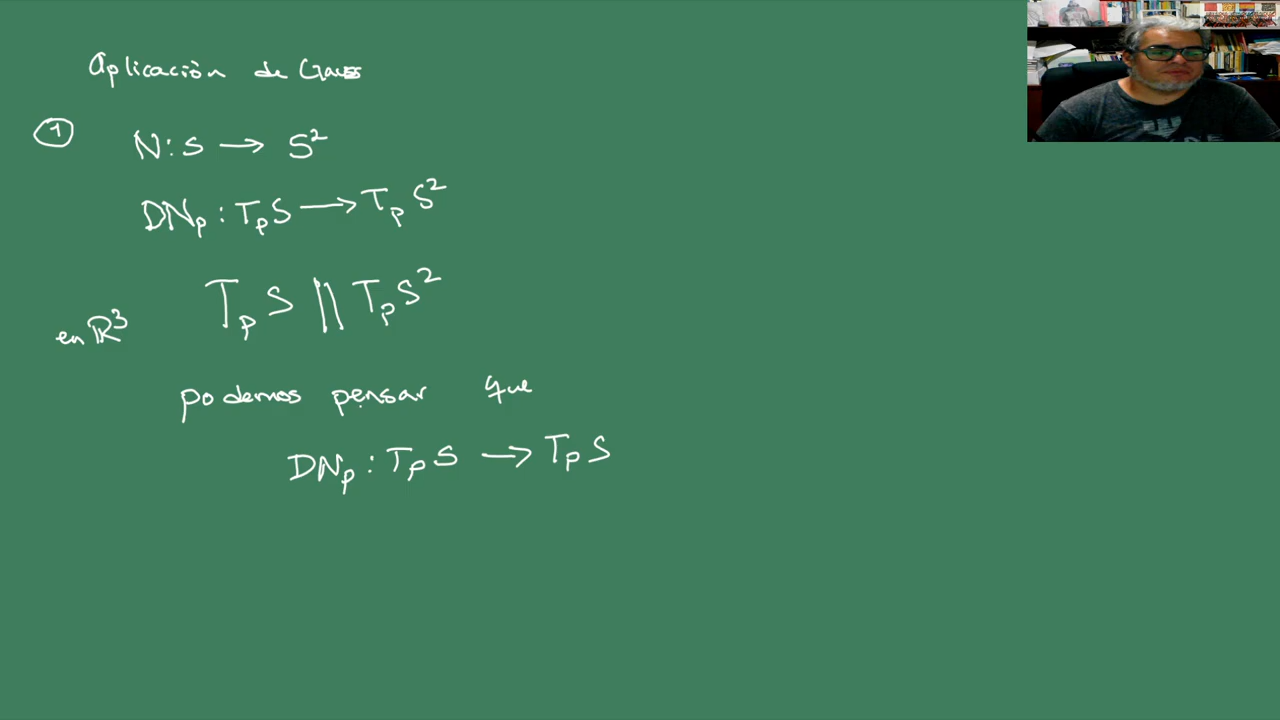 Aplicación de Gauss
1 N: S → S²
DNₚ : TₚS → TₚS²
en ℝ³ TₚS || TₚS²
podemos pensar que
DNₚ : TₚS → TₚS